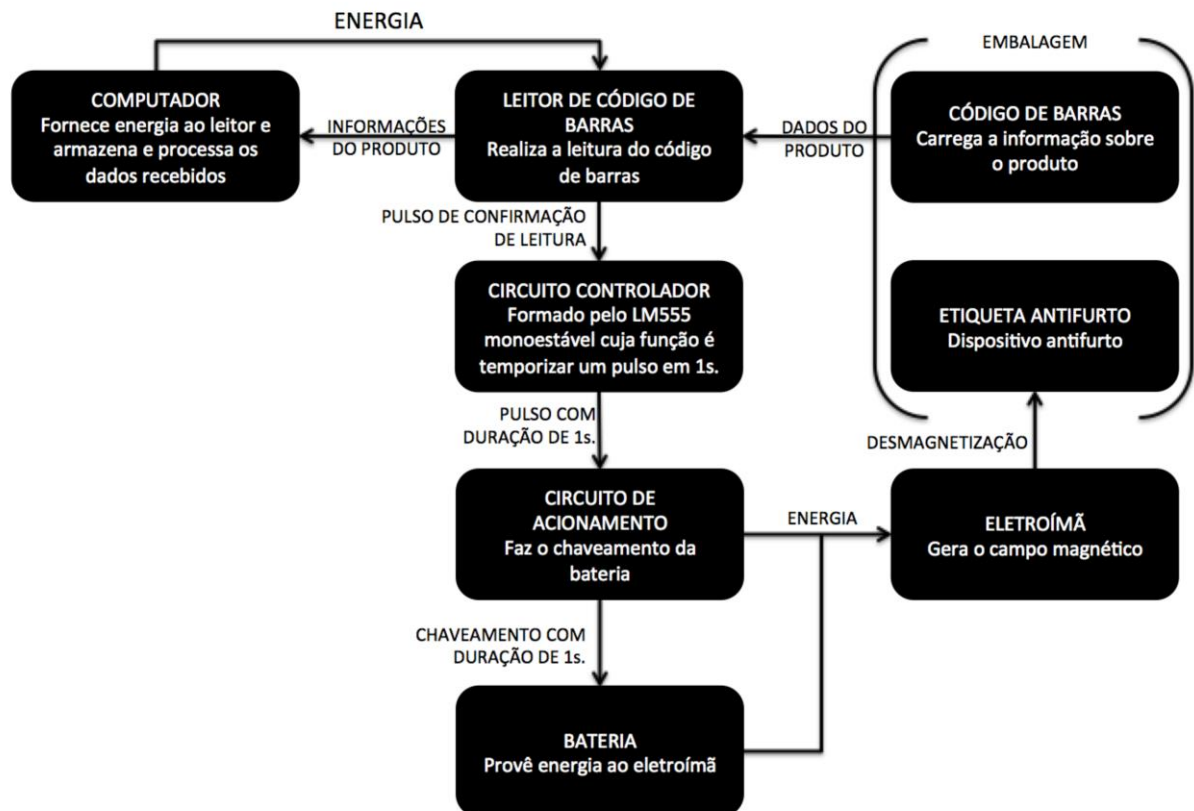 ENERGIA
EMBALAGEM
COMPUTADOR
Fornece energia ao leitor e
armazena e processa os
dados recebidos
INFORMAÇÕES
DO PRODUTO
LEITOR DE CÓDIGO DE
BARRAS
Realiza a leitura do código
de barras
DADOS DO
PRODUTO
CÓDIGO DE BARRAS
Carrega a informação sobre
o produto
PULSO DE CONFIRMAÇÃO
DE LEITURA
CIRCUITO CONTROLADOR
Formado pelo LM555
monoestável cuja função é
temporizar um pulso em 1s.
ETIQUETA ANTIFURTO
Dispositivo antifurto
PULSO COM
DURAÇÃO DE 1s.
DESMAGNETIZAÇÃO
CIRCUITO DE
ACIONAMENTO
Faz o chaveamento da
bateria
ENERGIA
ELETROÍMÃ
Gera o campo magnético
CHAVEAMENTO COM
DURAÇÃO DE 1s.
BATERIA
Provê energia ao eletroímã